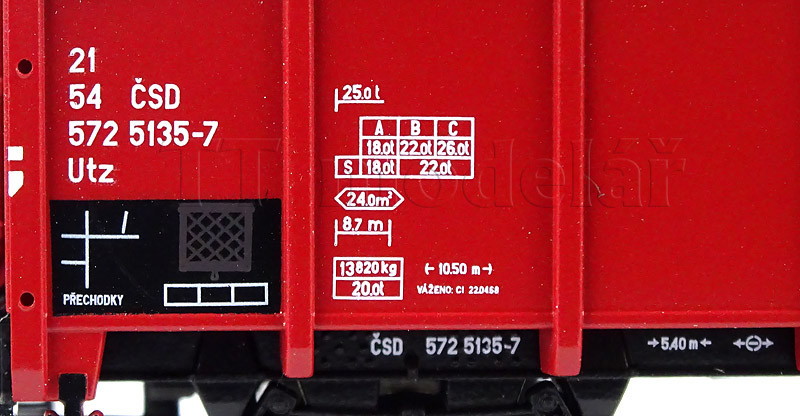 21
54 ČSD
572 5135-7
Utz
25.0 t
A B C
18.0t 22.0t 26.0t
S 18.0t 22.0t
24.0m³
8,7 m
13 820 kg
20.0t
(- 10.50 m -)
VÁŽENO: CI 22.04.68
PŘECHODKY
ČSD 572 5135-7
5,40 m